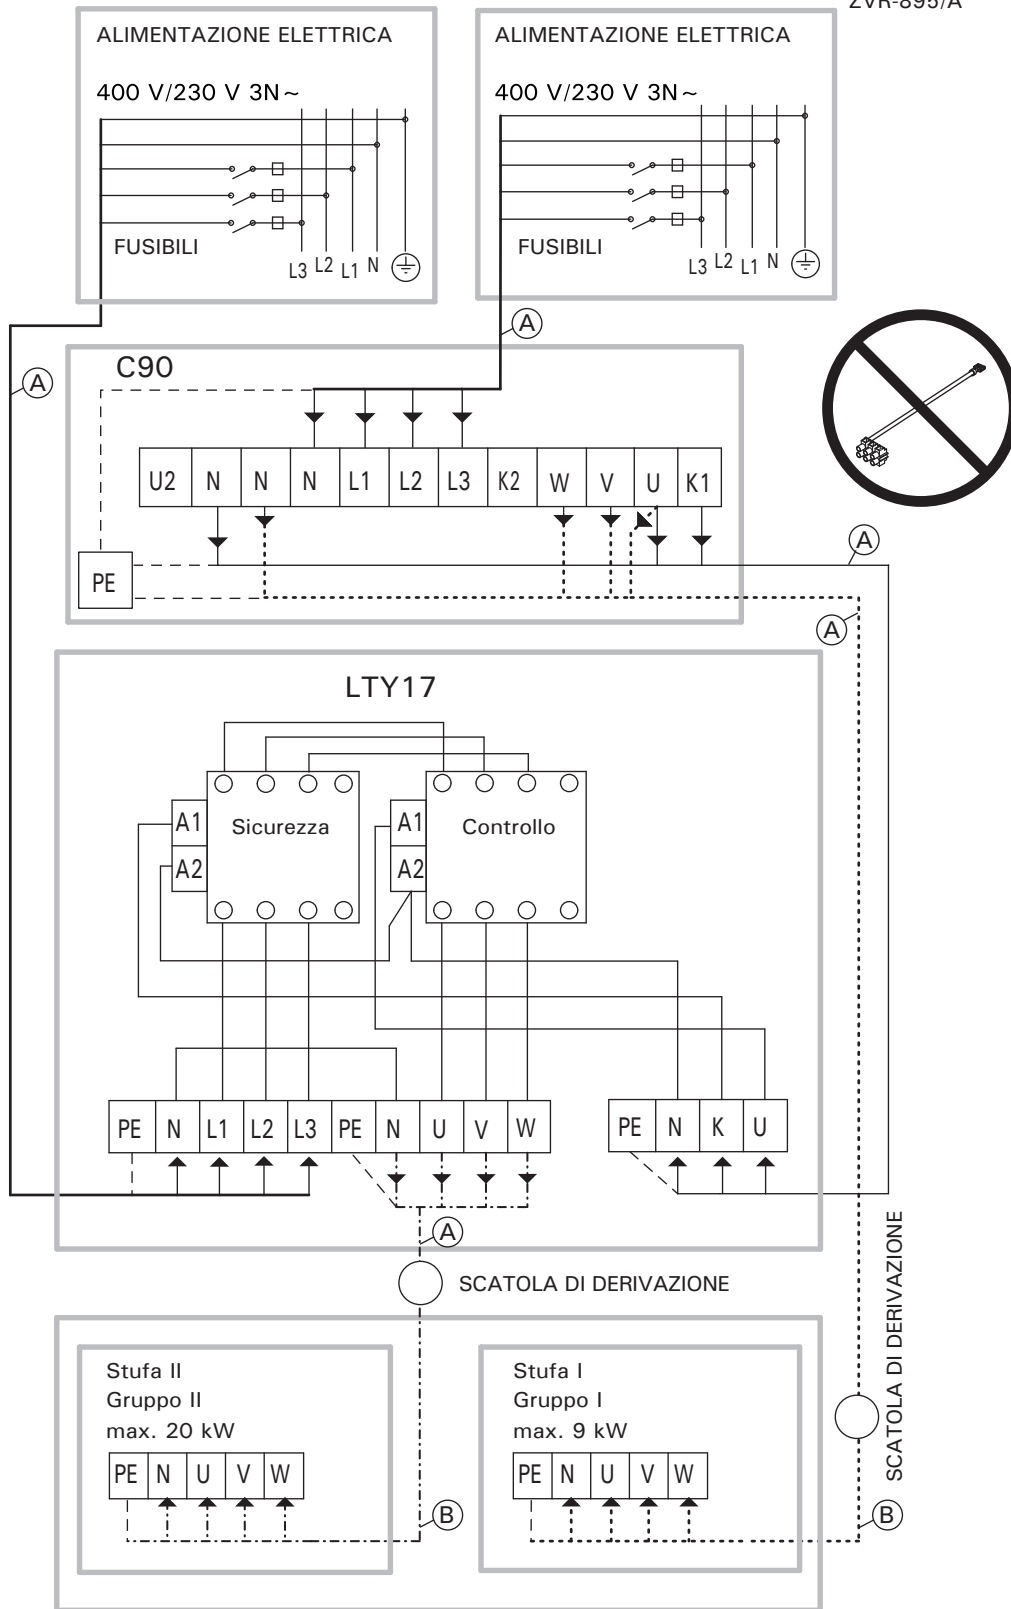 ZVR-895/A
ALIMENTAZIONE ELETTRICA
400 V/230 V 3N~
FUSIBILI
L3 L2 L1 N
ALIMENTAZIONE ELETTRICA
400 V/230 V 3N~
FUSIBILI
L3 L2 L1 N
A
A
C90
U2 N N N L1 L2 L3 K2 W V U K1
PE
A
A
LTY17
A1 Sicurezza
A2
A1 Controllo
A2
PE N L1 L2 L3 PE N U V W
PE N K U
A
SCATOLA DI DERIVAZIONE
SCATOLA DI DERIVAZIONE
Stufa II
Gruppo II
max. 20 kW
PE N U V W
B
Stufa I
Gruppo I
max. 9 kW
PE N U V W
B